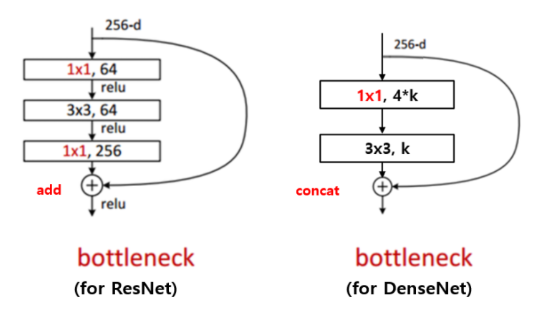 256-d
1x1, 64
relu
3x3, 64
relu
1x1, 256
add
relu
bottleneck
(for ResNet)
256-d
1x1, 4*k
3x3, k
concat
bottleneck
(for DenseNet)